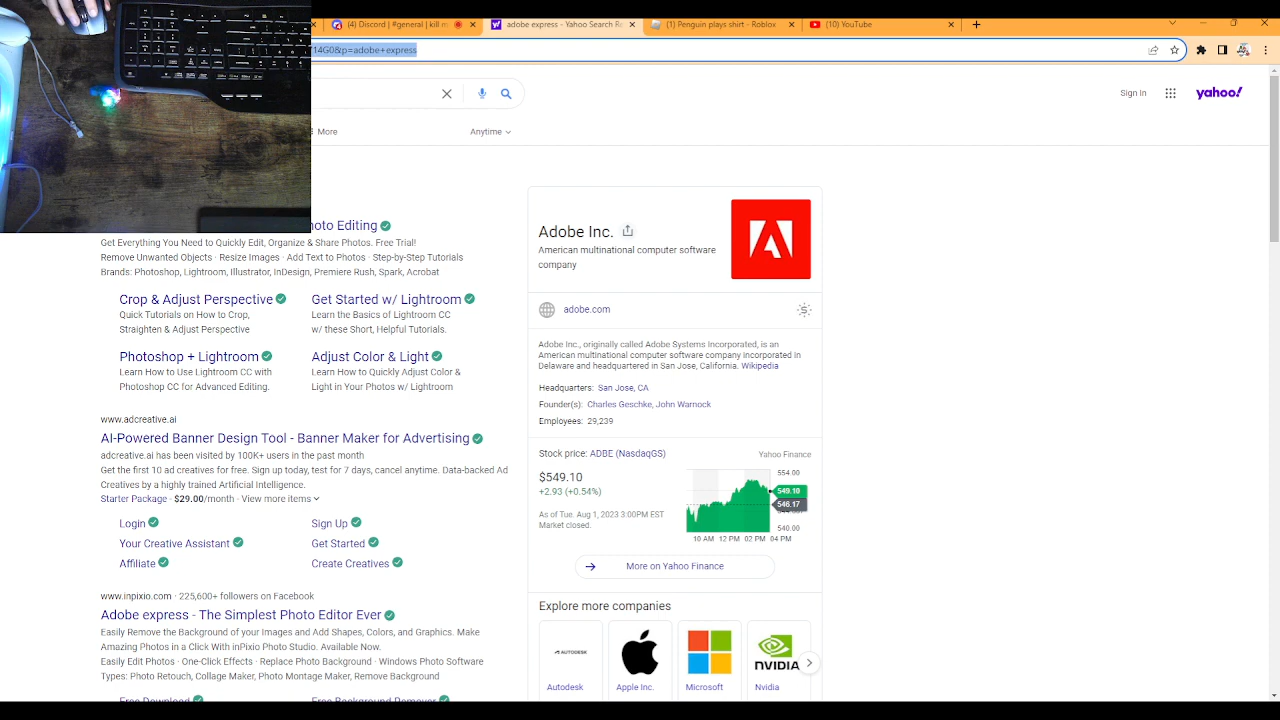 (4) Discord | #general | kill m
adobe express - Yahoo Search Re
(1) Penguin plays shirt - Roblox
(10) YouTube
14G0&p=adobe+express
Sign In
yahoo!
More
Anytime
Adobe Inc.
American multinational computer software
company
adobe.com
Adobe Inc., originally called Adobe Systems Incorporated, is an
American multinational computer software company incorporated in
Delaware and headquartered in San Jose, California. Wikipedia
Headquarters: San Jose, CA
Founder(s): Charles Geschke, John Warnock
Employees: 29,239
Stock price: ADBE (NasdaqGS)
Yahoo Finance
$549.10
+2.93 (+0.54%)
As of Tue. Aug 1, 2023 3:00PM EST
Market closed.
554.00
549.10
546.17
540.00
10 AM 12 PM 02 PM 04 PM
More on Yahoo Finance
Explore more companies
AUTODESK
NVIDIA
Autodesk
Apple Inc.
Microsoft
Nvidia
oto Editing
Get Everything You Need to Quickly Edit, Organize & Share Photos. Free Trial!
Remove Unwanted Objects · Resize Images · Add Text to Photos · Step-by-Step Tutorials
Brands: Photoshop, Lightroom, Illustrator, InDesign, Premiere Rush, Spark, Acrobat
Crop & Adjust Perspective
Quick Tutorials on How to Crop,
Straighten & Adjust Perspective
Get Started w/ Lightroom
Learn the Basics of Lightroom CC
w/ these Short, Helpful Tutorials.
Photoshop + Lightroom
Learn How to Use Lightroom CC with
Photoshop CC for Advanced Editing.
Adjust Color & Light
Learn How to Quickly Adjust Color &
Light in Your Photos w/ Lightroom
www.adcreative.ai
AI-Powered Banner Design Tool - Banner Maker for Advertising
adcreative.ai has been visited by 100K+ users in the past month
Get the first 10 ad creatives for free. Sign up today, test for 7 days, cancel anytime. Data-backed Ad
Creatives by a highly trained Artificial Intelligence.
Starter Package - $29.00/month - View more items
Login
Sign Up
Your Creative Assistant
Get Started
Affiliate
Create Creatives
www.inpixio.com · 225,600+ followers on Facebook
Adobe express - The Simplest Photo Editor Ever
Easily Remove the Background of your Images and Add Shapes, Colors, and Graphics. Make
Amazing Photos in a Click With inPixio Photo Studio. Available Now.
Easily Edit Photos · One-Click Effects · Replace Photo Background · Windows Photo Software
Types: Photo Retouch, Collage Maker, Photo Montage Maker, Remove Background
Free Download
Free Background Remover